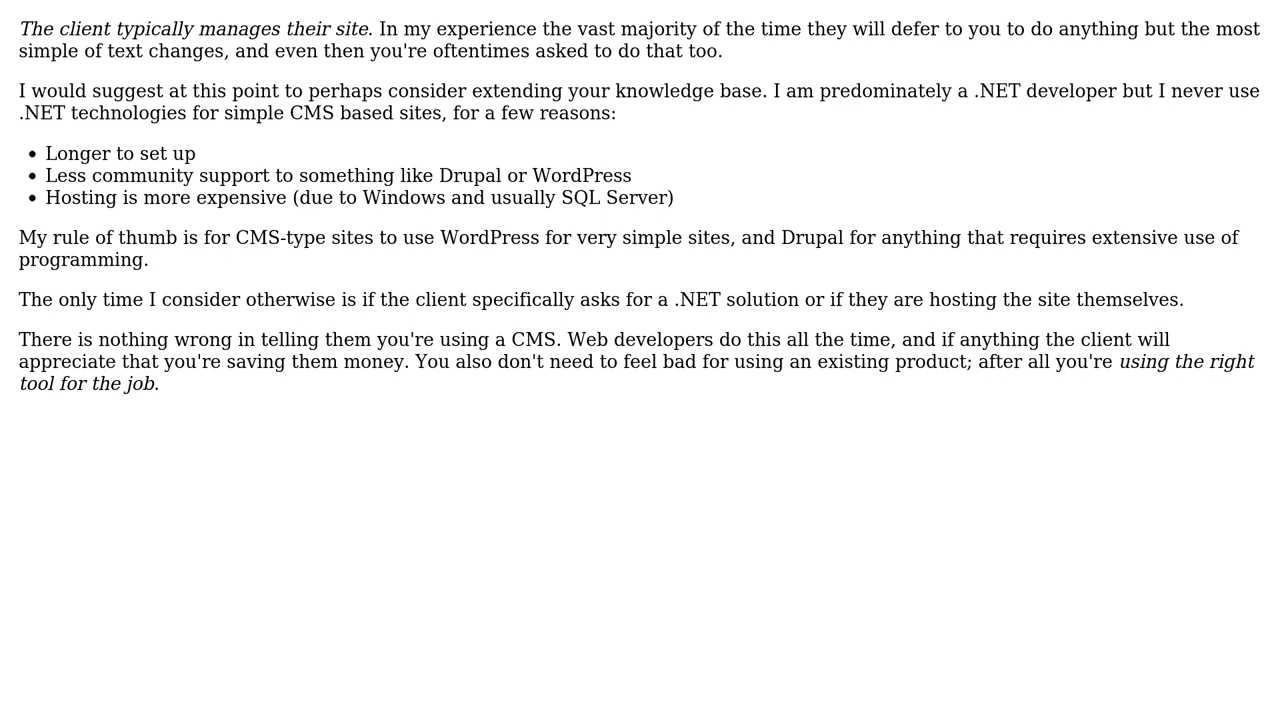 The client typically manages their site. In my experience the vast majority of the time they will defer to you to do anything but the most
simple of text changes, and even then you're oftentimes asked to do that too.
I would suggest at this point to perhaps consider extending your knowledge base. I am predominately a .NET developer but I never use
.NET technologies for simple CMS based sites, for a few reasons:
• Longer to set up
• Less community support to something like Drupal or WordPress
• Hosting is more expensive (due to Windows and usually SQL Server)
My rule of thumb is for CMS-type sites to use WordPress for very simple sites, and Drupal for anything that requires extensive use of
programming.
The only time I consider otherwise is if the client specifically asks for a .NET solution or if they are hosting the site themselves.
There is nothing wrong in telling them you're using a CMS. Web developers do this all the time, and if anything the client will
appreciate that you're saving them money. You also don't need to feel bad for using an existing product; after all you're using the right
tool for the job.